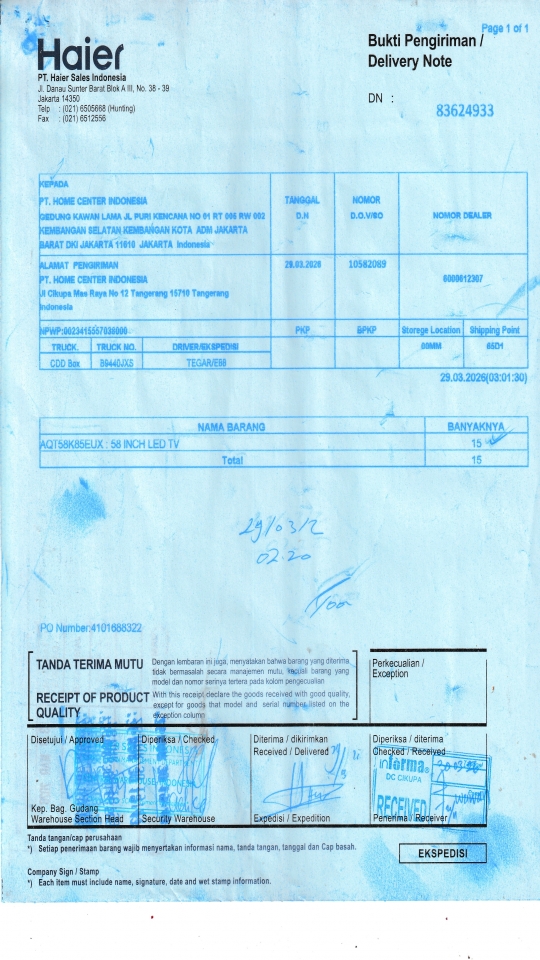 Page 1 of 1
Haier
PT. Haier Sales Indonesia
Jl. Danau Sunter Barat Blok A III, No. 38 - 39
Jakarta 14350
Telp : (021) 6505668 (Hunting)
Fax : (021) 6512556
Bukti Pengiriman /
Delivery Note
DN :
83624933
KEPADA
PT. HOME CENTER INDONESIA
GEDUNG KAWAN LAMA JL PURI KENCANA NO 01 RT 005 RW 002
KEMBANGAN SELATAN KEMBANGAN KOTA ADM JAKARTA
BARAT DKI JAKARTA 11610 JAKARTA Indonesia
TANGGAL
D.N
NOMOR
D.O.V/SO
NOMOR DEALER
ALAMAT PENGIRIMAN
PT. HOME CENTER INDONESIA
Jl Cikupa Mas Raya No 12 Tangerang 15710 Tangerang
Indonesia
29.03.2026
10582089
6000612307
NPWP:0023415557038000
PKP
BPKP
Storege Location
Shipping Point
TRUCK.
TRUCK NO.
DRIVER/EKSPEDISI
00MM
65D1
CDD Box
B9440JXS
TEGAR/EBB
29.03.2026(03:01:30)
NAMA BARANG
BANYAKNYA
AQT58K85EUX : 58 INCH LED TV
15
Total
15
02.20
PO Number:4101688322
TANDA TERIMA MUTU
Dengan lembaran ini juga, menyatakan bahwa barang yang diterima
tidak bermasalah secara manajemen mutu, kecuali barang yang
model dan nomor serinya tertera pada kolom pengecualian
RECEIPT OF PRODUCT
QUALITY
With this receipt declare the goods received with good quality,
except for goods that model and serial number listed on the
exception column
Perkecualian /
Exception
Disetujui / Approved
Diperiksa / Checked
Diterima / dikirimkan
Received / Delivered
Diperiksa / diterima
Checked / Received
informa
DC CIKUPA
RECEIVED
Kep. Bag. Gudang
Warehouse Section Head
Security Warehouse
Expedisi / Expedition
Penerima / Receiver
Tanda tangan/cap perusahaan
*) Setiap penerimaan barang wajib menyertakan informasi nama, tanda tangan, tanggal dan Cap basah.
EKSPEDISI
Company Sign / Stamp
*) Each item must include name, signature, date and wet stamp information.